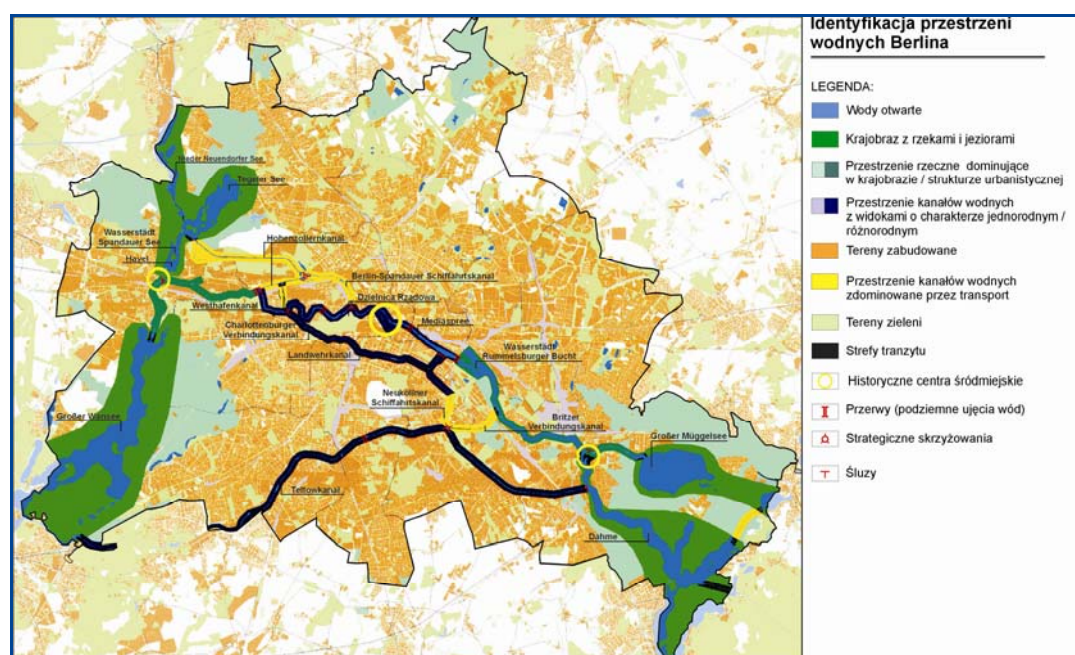 Identyfikacja przestrzeni
wodnych Berlina
LEGENDA:
Wody otwarte
Krajobraz z rzekami i jeziorami
Przestrzenie rzeczne dominujące
w krajobrazie / strukturze urbanistycznej
Przestrzenie kanałów wodnych
z widokami o charakterze jednorodnym /
różnorodnym
Tereny zabudowane
Przestrzenie kanałów wodnych
zdominowane przez transport
Tereny zieleni
Strefy tranzytu
Historyczne centra śródmiejskie
Przerwy (podziemne ujęcia wód)
Strategiczne skrzyżowania
Śluzy
Neuendorfer See
Tegeler See
Wasserstadt
Spandauer See
Havel
Hohenzollernkanal
Berlin-Spandauer Schiffahrtskanal
Westhafenkanal
Dzielnica Rządowa
Charlottenburger
Verbindungskanal
Mediaspree
Landwehrkanal
Wasserstadt
Rummelsburger Bucht
Neuköllner
Schiffahrtskanal
Britzer
Verbindungskanal
Großer Wansee
Großer Müggelsee
Teltowkanal
Dahme